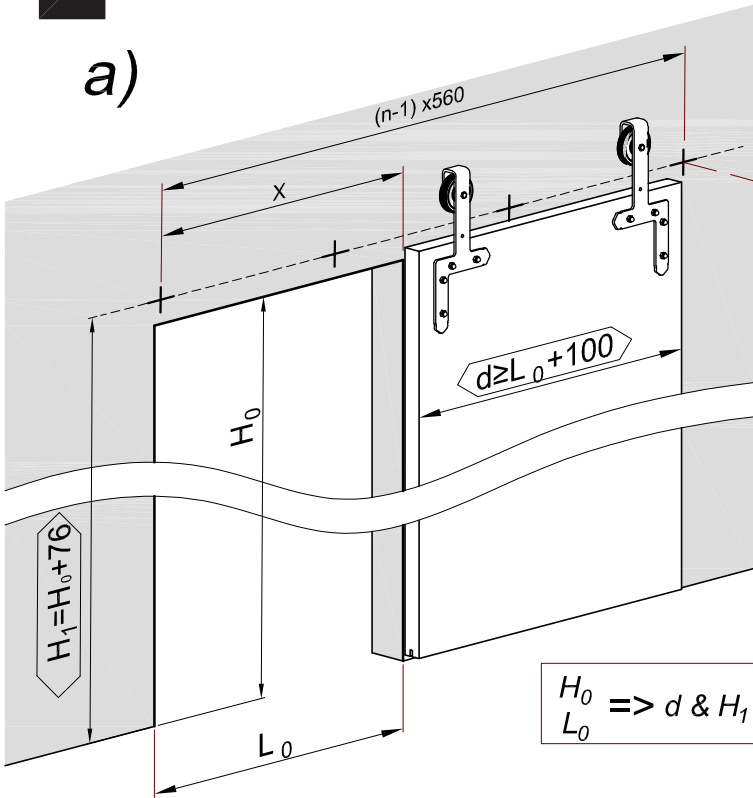 a)
(n-1) x560
X
d≥L₀+100
H₀
H₁=H₀+76
L₀
H₀
L₀
=> d & H₁